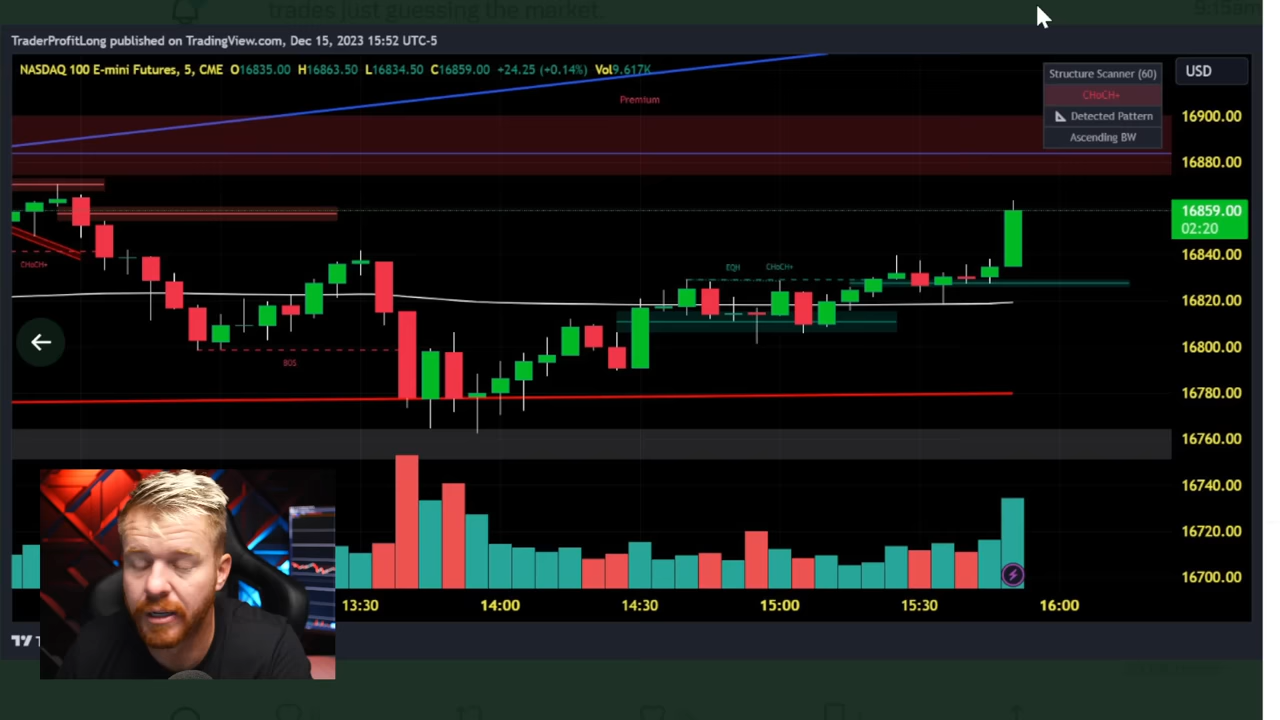 trades just guessing the market.
9:15am
TraderProfitLong published on TradingView.com, Dec 15, 2023 15:52 UTC-5
NASDAQ 100 E-mini Futures, 5, CME O16835.00 H16863.50 L16834.50 C16859.00 +24.25 (+0.14%) Vol9.617K
Structure Scanner (60)
CHoCH+
Detected Pattern
Ascending BW
USD
Premium
16900.00
16880.00
16859.00
02:20
16840.00
16820.00
16800.00
16780.00
16760.00
16740.00
16720.00
16700.00
CHoCH+
EQH
CHoCH+
BOS
13:30
14:00
14:30
15:00
15:30
16:00